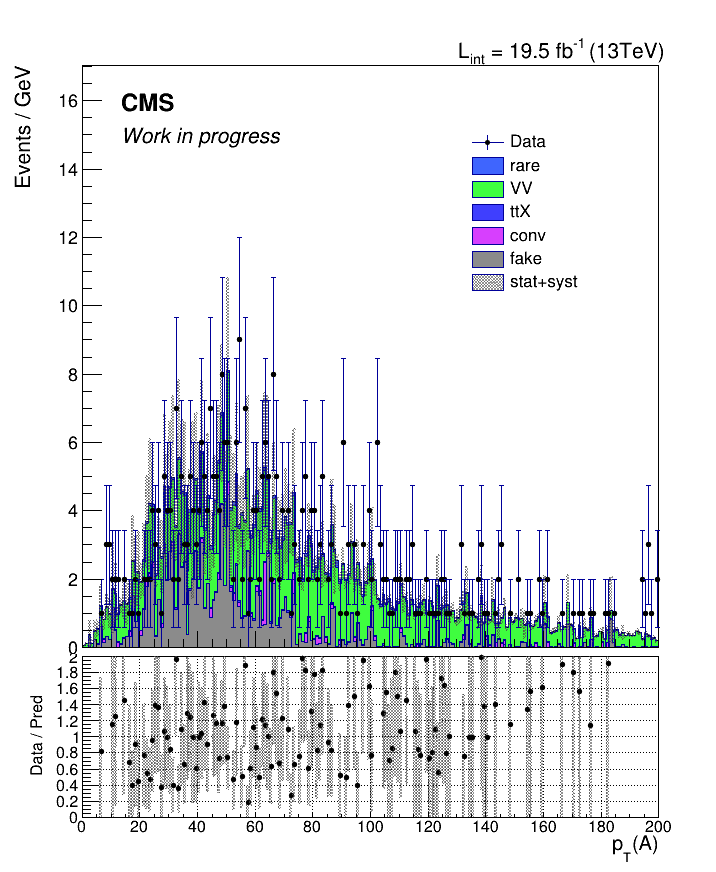 L_int = 19.5 fb^-1 (13TeV)
Events / GeV
CMS
Work in progress
Data
rare
VV
ttX
conv
fake
stat+syst
16
14
12
10
8
6
4
2
0
Data / Pred
2
1.8
1.6
1.4
1.2
1
0.8
0.6
0.4
0.2
0
0 20 40 60 80 100 120 140 160 180 200
p_T(A)